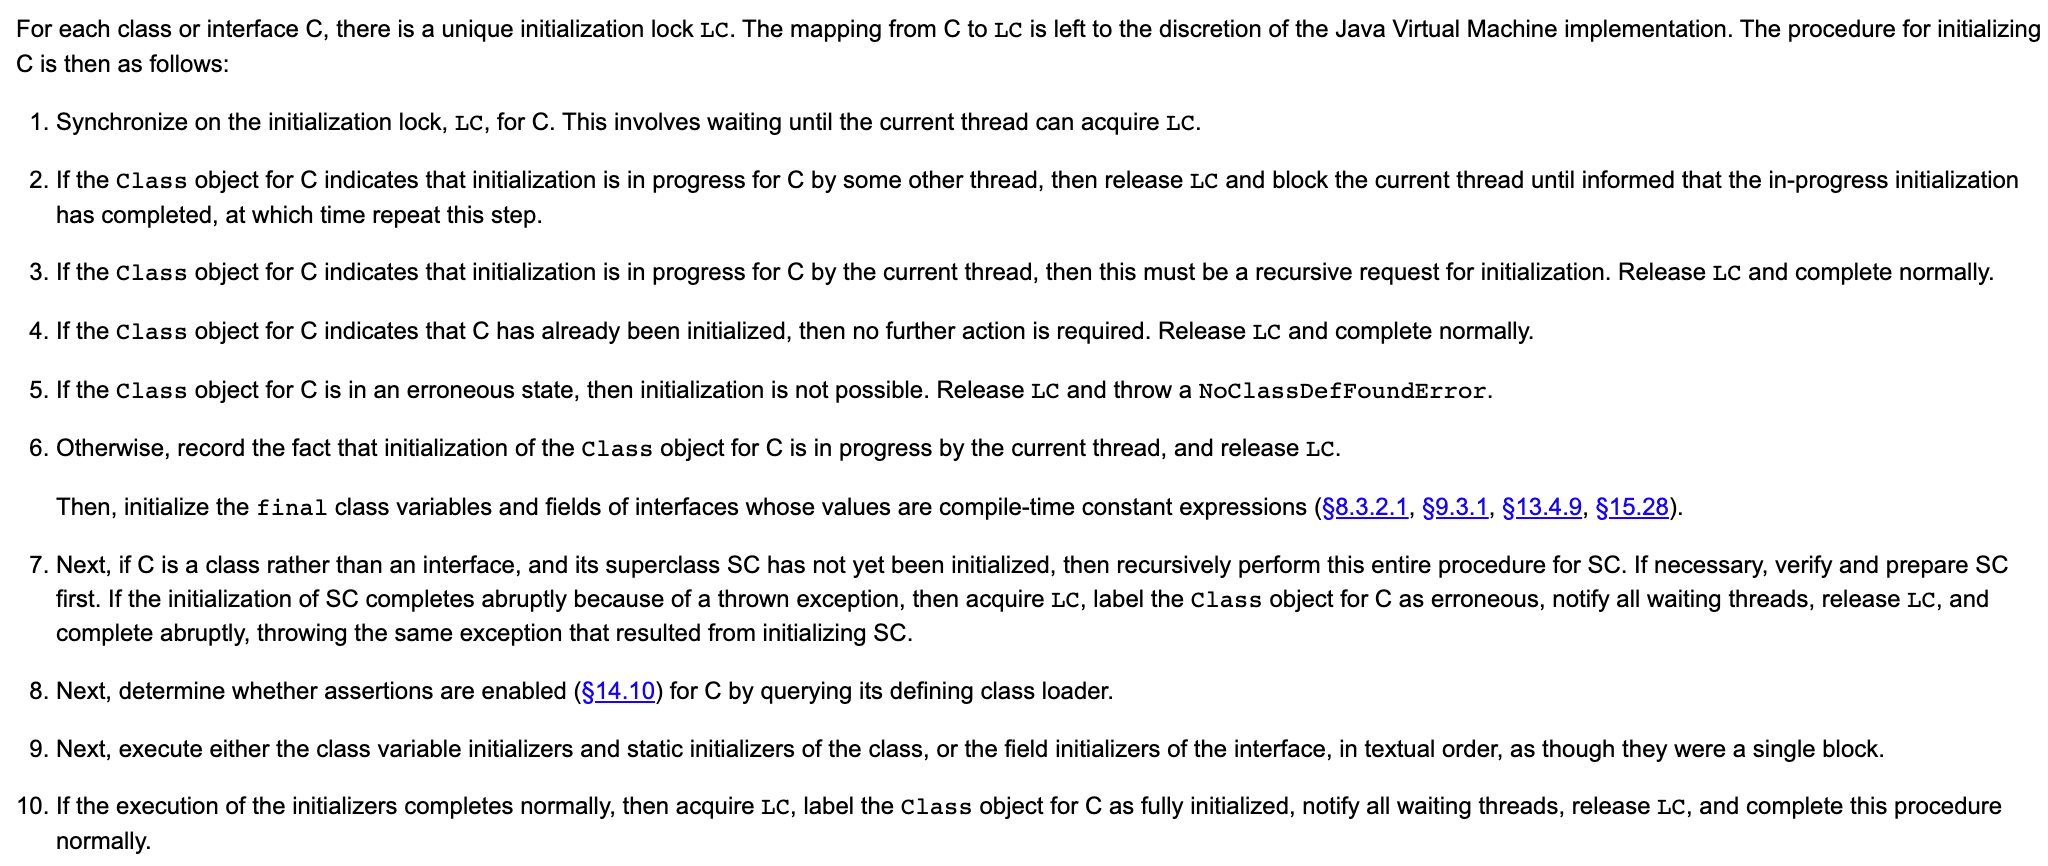 For each class or interface C, there is a unique initialization lock LC. The mapping from C to LC is left to the discretion of the Java Virtual Machine implementation. The procedure for initializing
C is then as follows:
1. Synchronize on the initialization lock, LC, for C. This involves waiting until the current thread can acquire LC.
2. If the Class object for C indicates that initialization is in progress for C by some other thread, then release LC and block the current thread until informed that the in-progress initialization
has completed, at which time repeat this step.
3. If the Class object for C indicates that initialization is in progress for C by the current thread, then this must be a recursive request for initialization. Release LC and complete normally.
4. If the Class object for C indicates that C has already been initialized, then no further action is required. Release LC and complete normally.
5. If the Class object for C is in an erroneous state, then initialization is not possible. Release LC and throw a NoClassDefFoundError.
6. Otherwise, record the fact that initialization of the Class object for C is in progress by the current thread, and release LC.
Then, initialize the final class variables and fields of interfaces whose values are compile-time constant expressions (§8.3.2.1, §9.3.1, §13.4.9, §15.28).
7. Next, if C is a class rather than an interface, and its superclass SC has not yet been initialized, then recursively perform this entire procedure for SC. If necessary, verify and prepare SC
first. If the initialization of SC completes abruptly because of a thrown exception, then acquire LC, label the Class object for C as erroneous, notify all waiting threads, release LC, and
complete abruptly, throwing the same exception that resulted from initializing SC.
8. Next, determine whether assertions are enabled (§14.10) for C by querying its defining class loader.
9. Next, execute either the class variable initializers and static initializers of the class, or the field initializers of the interface, in textual order, as though they were a single block.
10. If the execution of the initializers completes normally, then acquire LC, label the Class object for C as fully initialized, notify all waiting threads, release LC, and complete this procedure
normally.